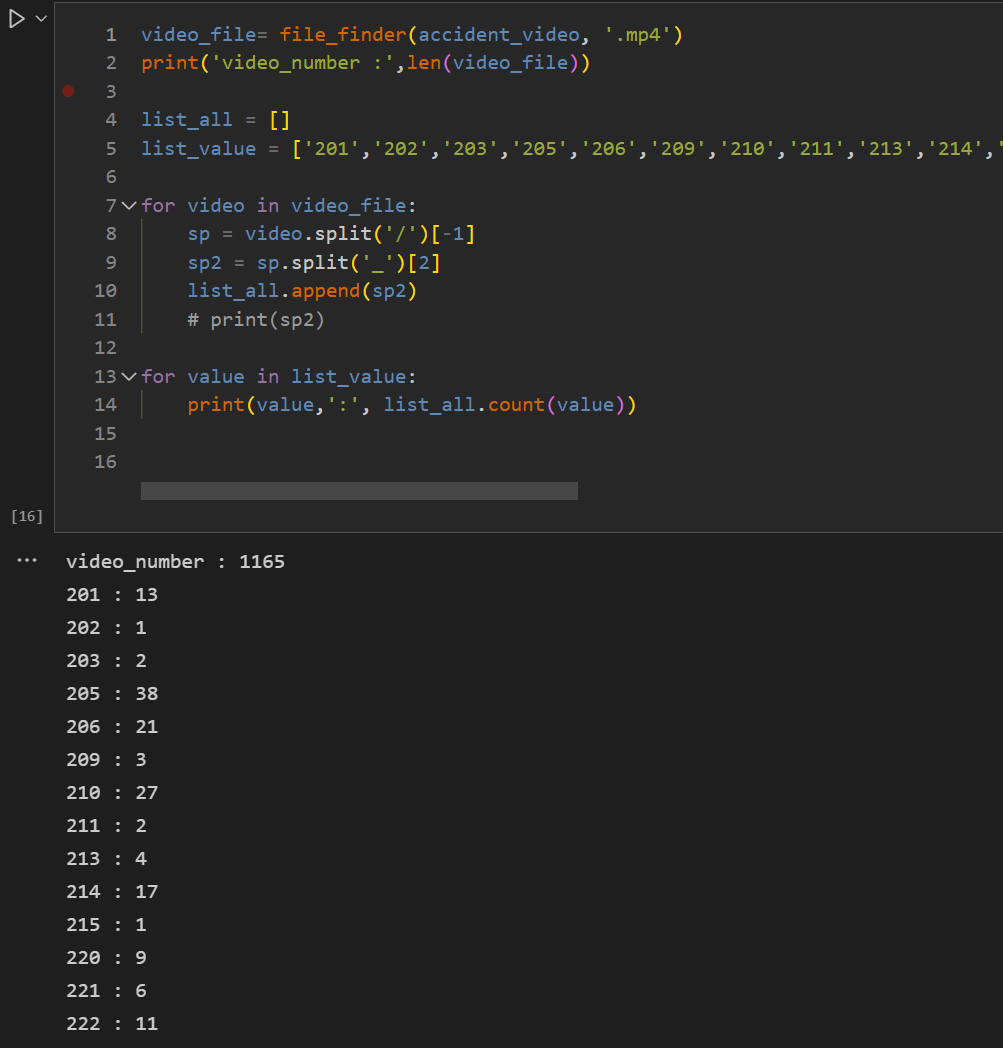 1 video_file= file_finder(accident_video, '.mp4')
2 print('video_number :',len(video_file))
3
4 list_all = []
5 list_value = ['201','202','203','205','206','209','210','211','213','214','
6
7 for video in video_file:
8 sp = video.split('/')[-1]
9 sp2 = sp.split('_')[2]
10 list_all.append(sp2)
11 # print(sp2)
12
13 for value in list_value:
14 print(value,':', list_all.count(value))
15
16
[16]
··· video_number : 1165
201 : 13
202 : 1
203 : 2
205 : 38
206 : 21
209 : 3
210 : 27
211 : 2
213 : 4
214 : 17
215 : 1
220 : 9
221 : 6
222 : 11